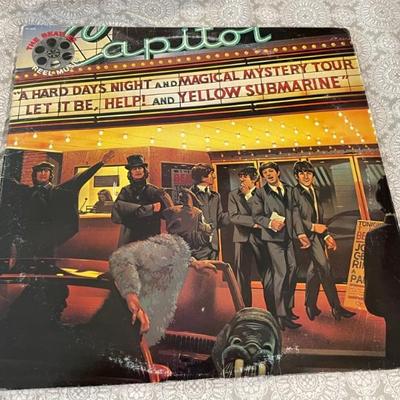 Capitol
THE BEATLES
REEL MUSIC
"A HARD DAYS NIGHT AND MAGICAL MYSTERY TOUR
LET IT BE, HELP! AND YELLOW SUBMARINE"
TONIGHT